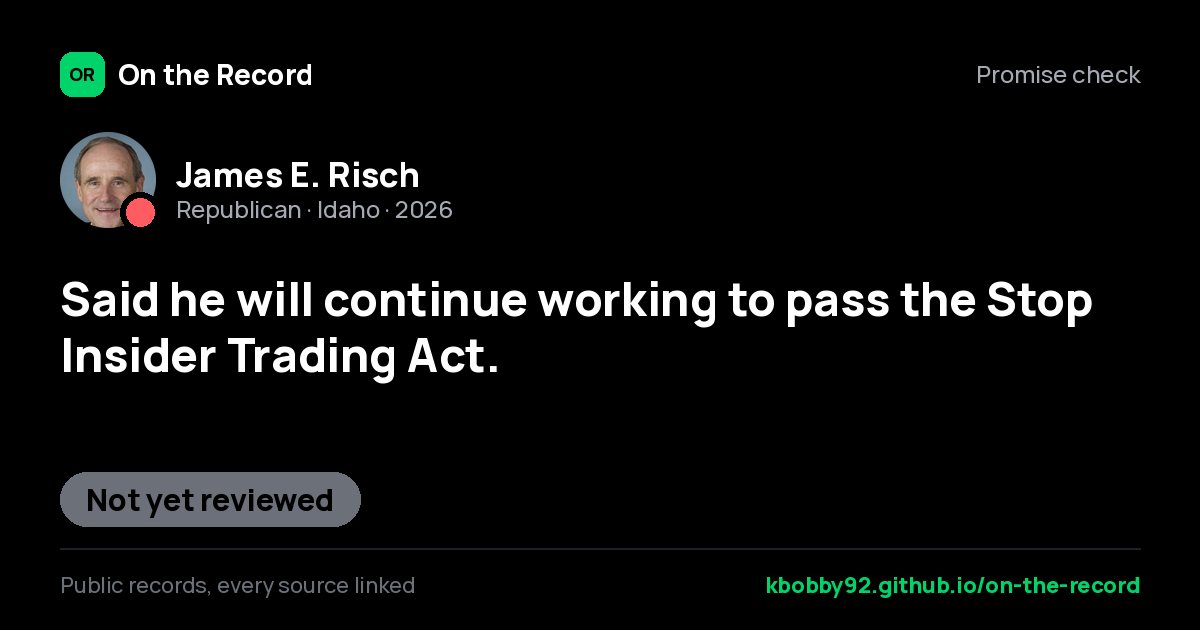 OR On the Record
Promise check
James E. Risch
Republican · Idaho · 2026
Said he will continue working to pass the Stop
Insider Trading Act.
Not yet reviewed
Public records, every source linked
kbobby92.github.io/on-the-record